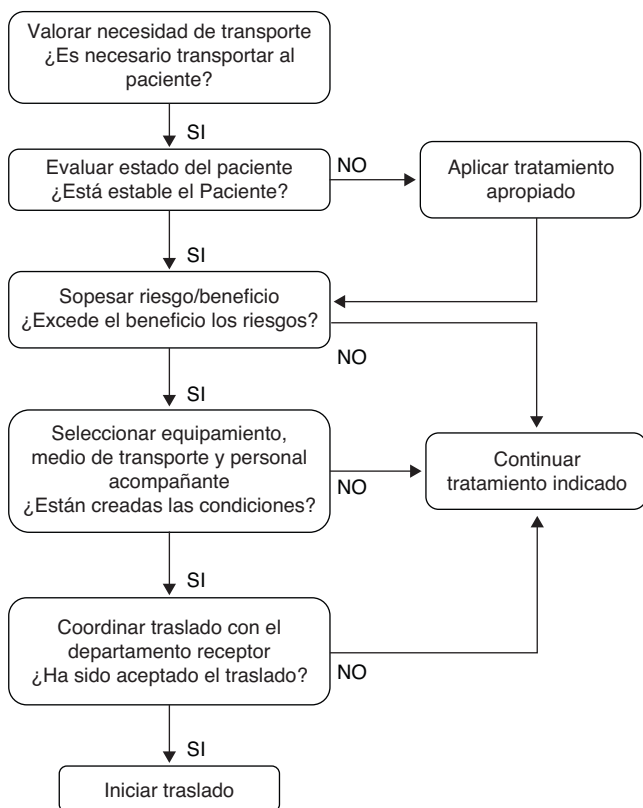 Valorar necesidad de transporte
¿Es necesario transportar al
paciente?
SI
Evaluar estado del paciente
¿Está estable el Paciente?
NO
Aplicar tratamiento
apropiado
SI
Sopesar riesgo/beneficio
¿Excede el beneficio los riesgos?
NO
SI
Seleccionar equipamiento,
medio de transporte y personal
acompañante
¿Están creadas las condiciones?
NO
Continuar
tratamiento indicado
SI
Coordinar traslado con el
departamento receptor
¿Ha sido aceptado el traslado?
NO
SI
Iniciar traslado